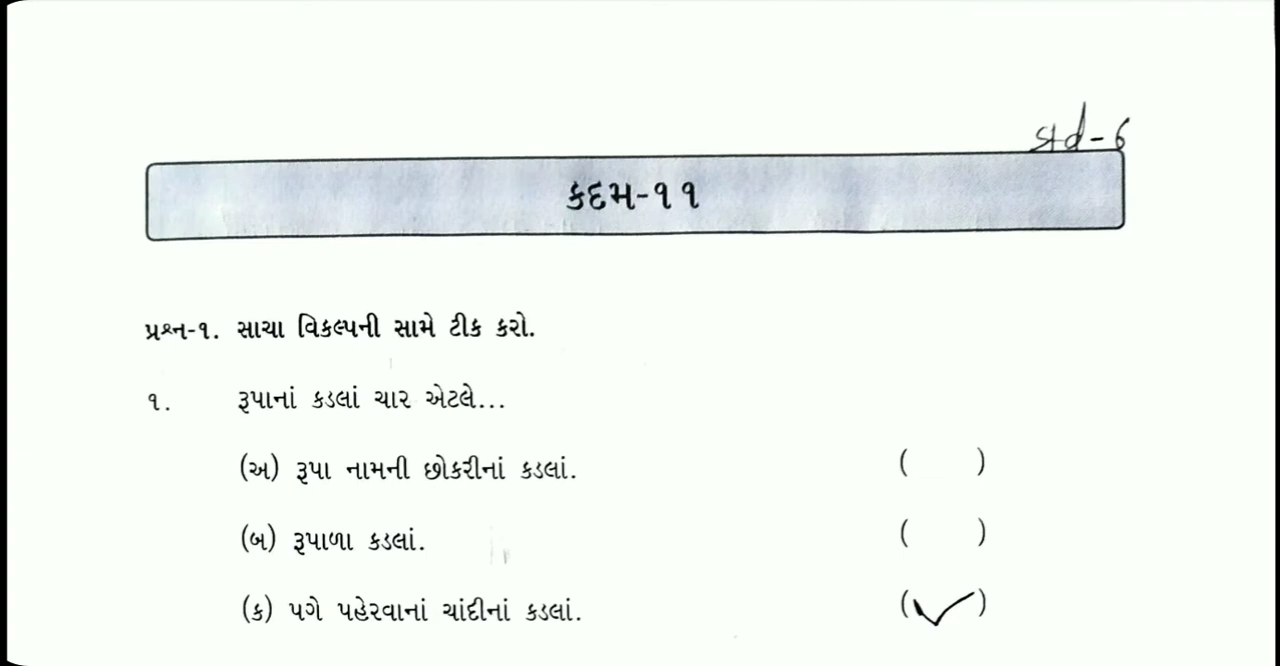 std-6
કદમ-૧૧
પ્રશ્ન-૧. સાચા વિકલ્પની સામે ટીક કરો.
૧. રૂપાનાં કડલાં ચાર એટલે...
(અ) રૂપા નામની છોકરીનાં કડલાં. ( )
(બ) રૂપાળા કડલાં. ( )
(ક) પગે પહેરવાનાં ચાંદીનાં કડલાં. (✓)